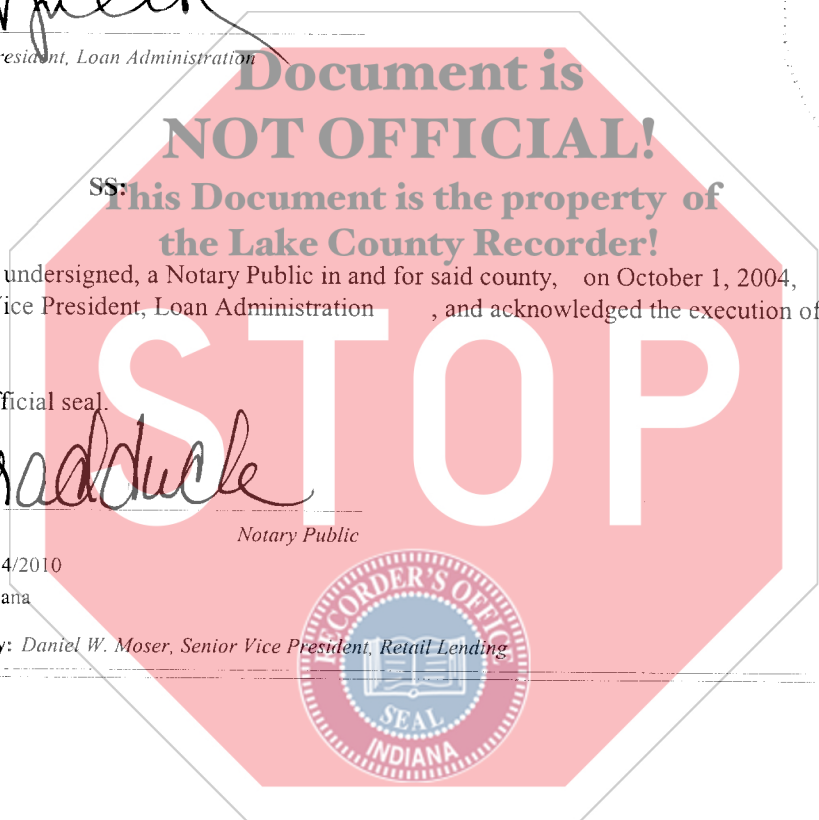 resident, Loan Administration
Document is
NOT OFFICIAL!
SS:
This Document is the property of
the Lake County Recorder!
undersigned, a Notary Public in and for said county, on October 1, 2004,
ice President, Loan Administration , and acknowledged the execution of
STOP
ficial seal.
Notary Public
4/2010
ana
y: Daniel W. Moser, Senior Vice President, Retail Lending
RECORDER'S OFFICE
SEAL
INDIANA